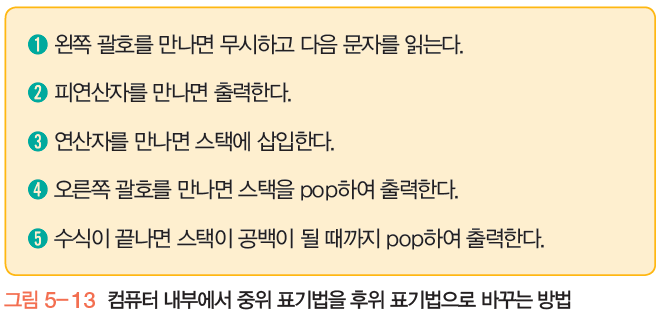 ❶ 왼쪽 괄호를 만나면 무시하고 다음 문자를 읽는다.
❷ 피연산자를 만나면 출력한다.
❸ 연산자를 만나면 스택에 삽입한다.
❹ 오른쪽 괄호를 만나면 스택을 pop하여 출력한다.
❺ 수식이 끝나면 스택이 공백이 될 때까지 pop하여 출력한다.
그림 5-13 컴퓨터 내부에서 중위 표기법을 후위 표기법으로 바꾸는 방법